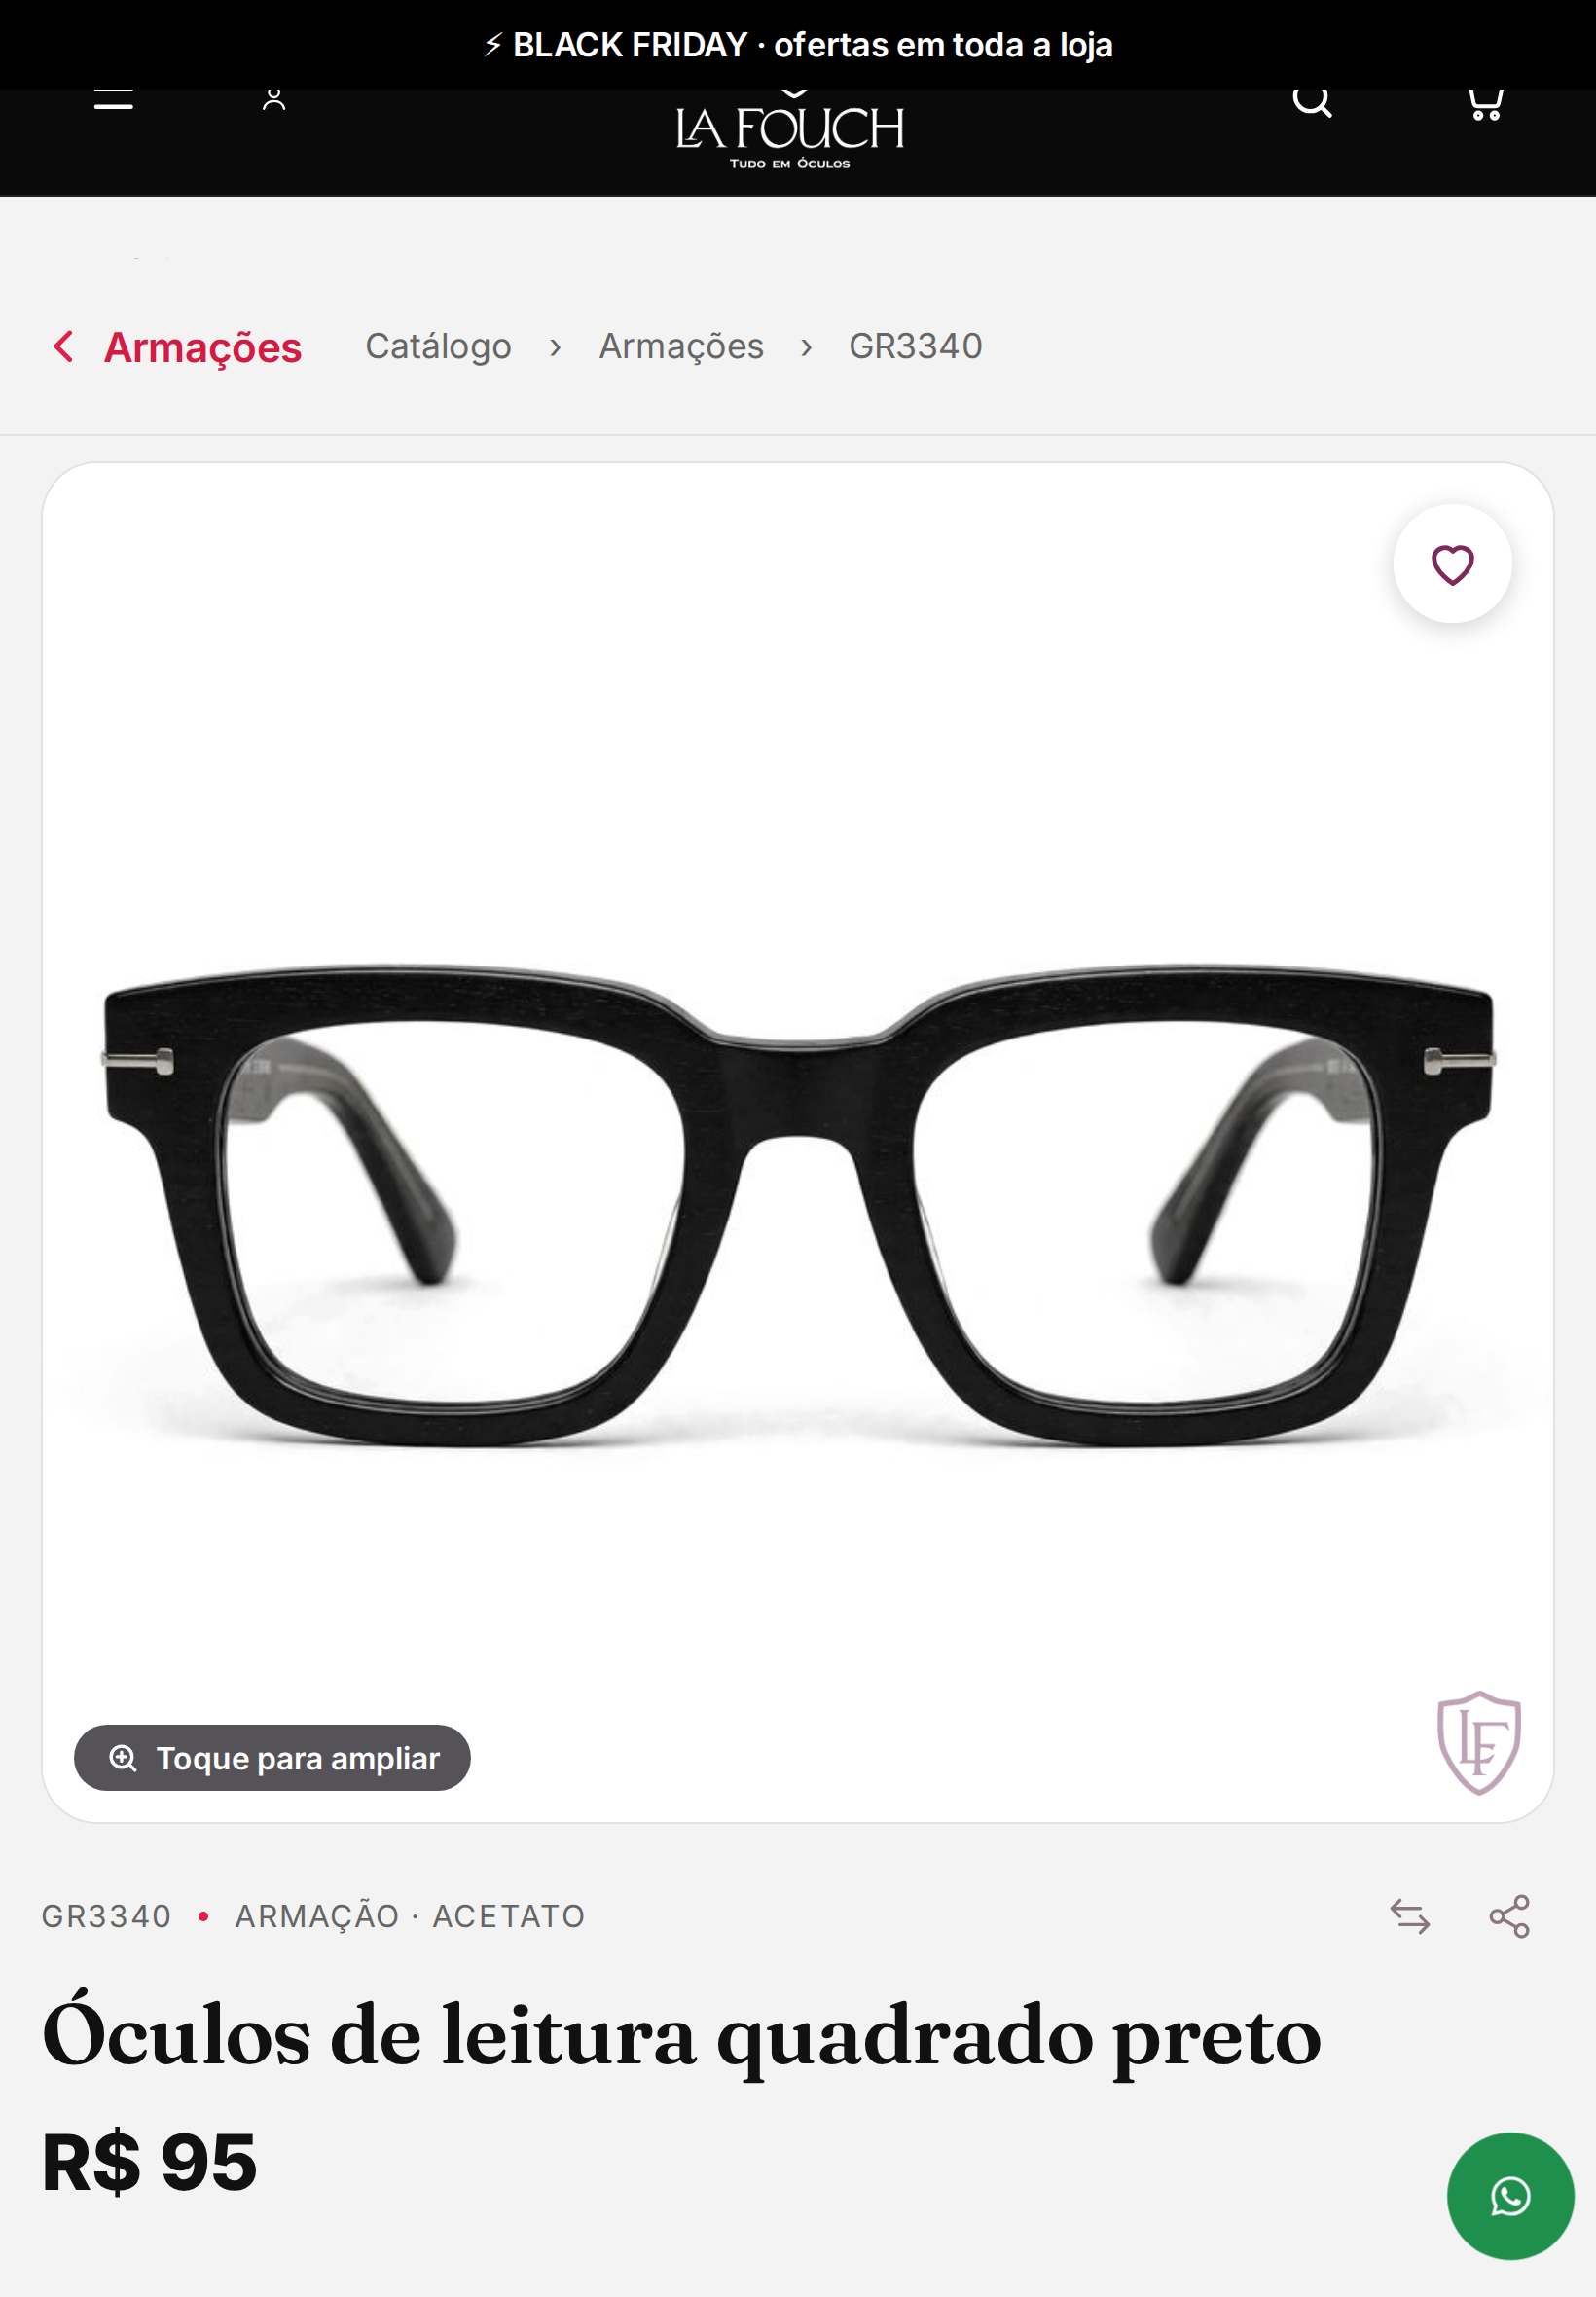 ⚡ BLACK FRIDAY · ofertas em toda a loja
LA FOUCH
TUDO EM ÓCULOS
Armações Catálogo › Armações › GR3340
Toque para ampliar
LF
GR3340 • ARMAÇÃO · ACETATO
Óculos de leitura quadrado preto
R$ 95